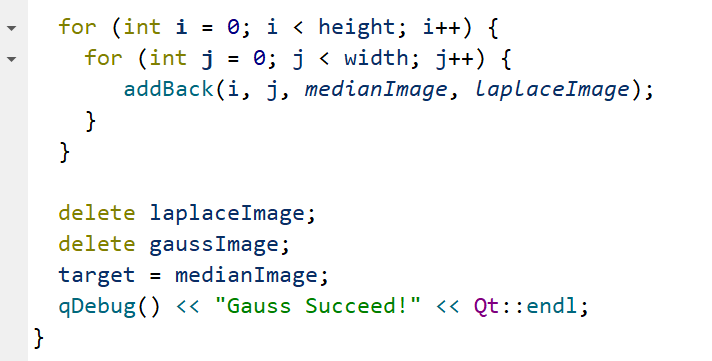 for (int i = 0; i < height; i++) {
for (int j = 0; j < width; j++) {
addBack(i, j, medianImage, laplaceImage);
}
}
delete laplaceImage;
delete gaussImage;
target = medianImage;
qDebug() << "Gauss Succeed!" << Qt::endl;
}